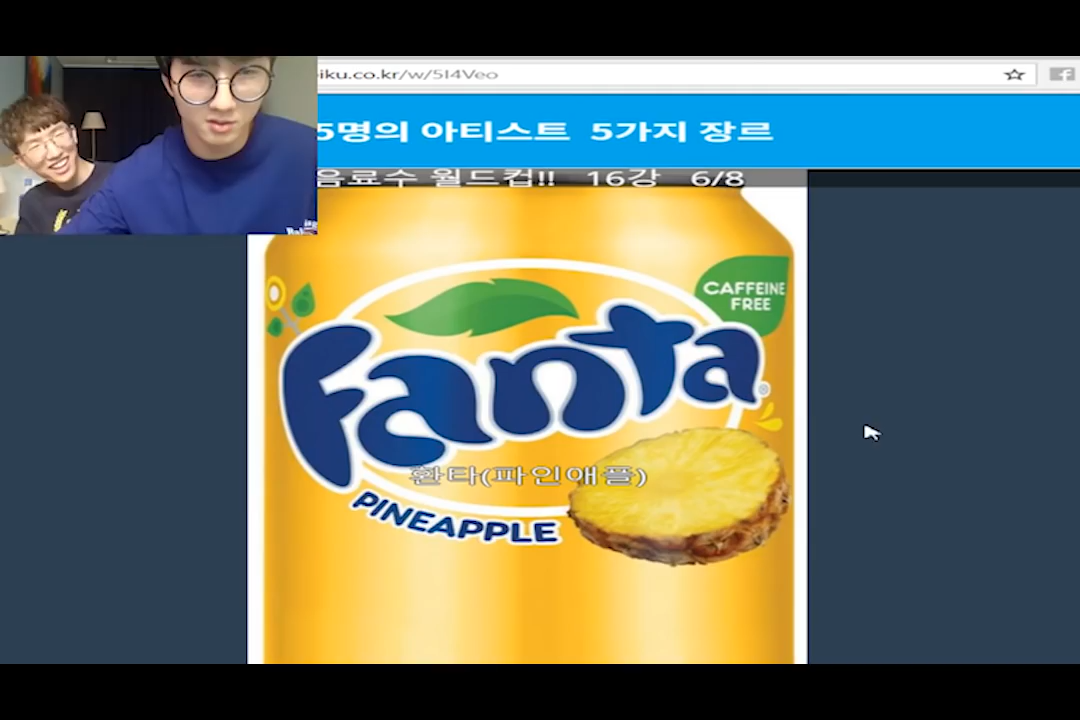 iku.co.kr/w/5I4Veo
5명의 아티스트 5가지 장르
음료수 월드컵!! 16강 6/8
CAFFEINE
FREE
Fanta
환타(파인애플)
PINEAPPLE